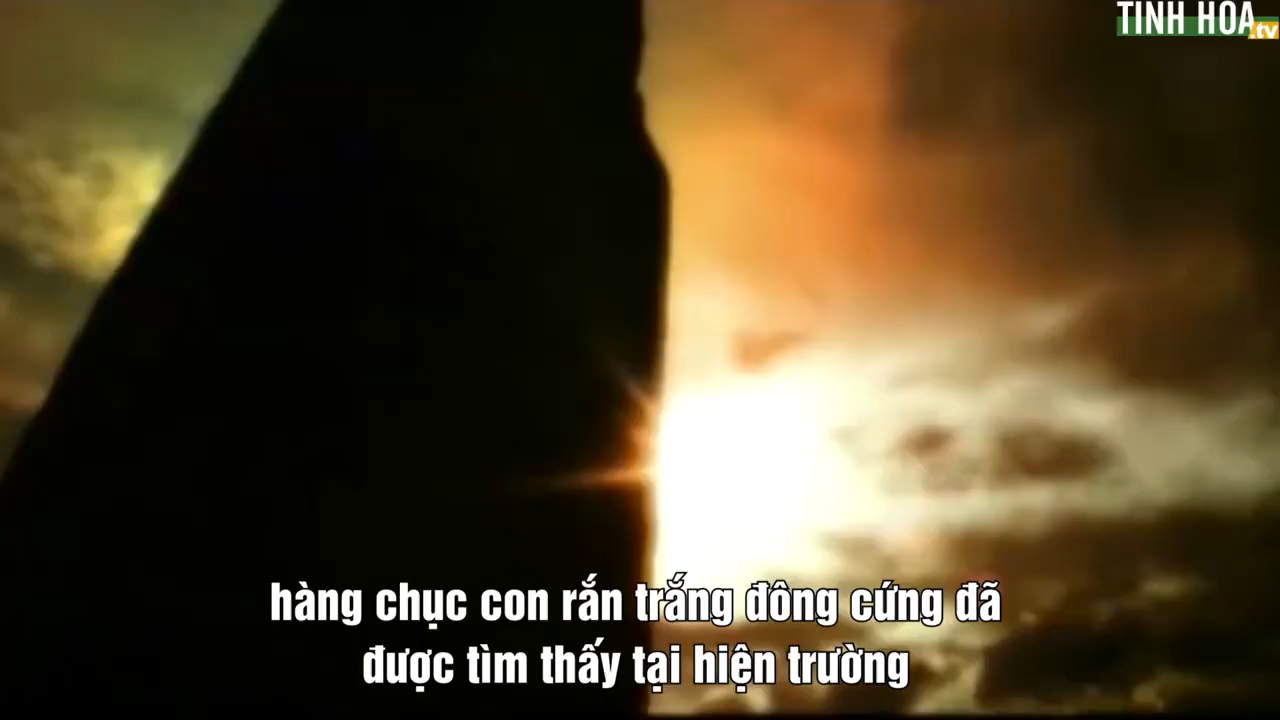 TINH HOA
.tv
hàng chục con rắn trắng đông cứng đã
được tìm thấy tại hiện trường